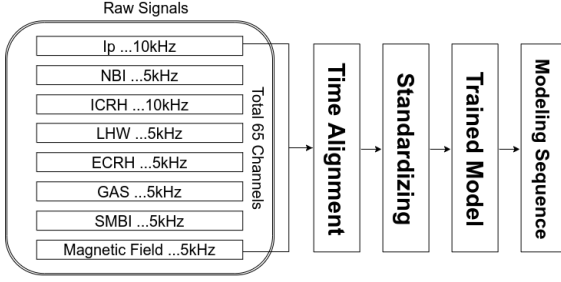 Raw Signals
Ip ...10kHz
NBI ...5kHz
ICRH ...10kHz
LHW ...5kHz
ECRH ...5kHz
GAS ...5kHz
SMBI ...5kHz
Magnetic Field ...5kHz
Total 65 Channels
Time Alignment
Standardizing
Trained Model
Modeling Sequence